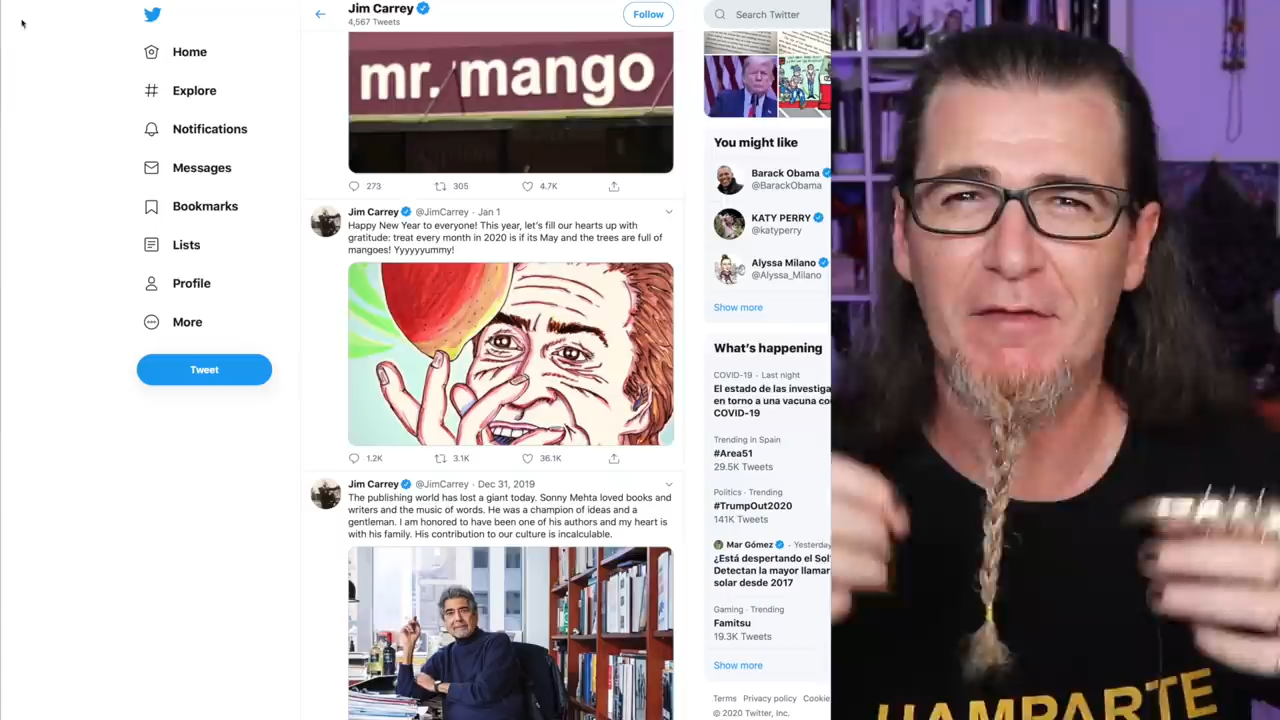 Home
Explore
Notifications
Messages
Bookmarks
Lists
Profile
More
Tweet
Jim Carrey
4,567 Tweets
Follow
mr. mango
273 305 4.7K
Jim Carrey @JimCarrey · Jan 1
Happy New Year to everyone! This year, let's fill our hearts up with
gratitude: treat every month in 2020 is if its May and the trees are full of
mangoes! Yyyyyyummy!
1.2K 3.1K 36.1K
Jim Carrey @JimCarrey · Dec 31, 2019
The publishing world has lost a giant today. Sonny Mehta loved books and
writers and the music of words. He was a champion of ideas and a
gentleman. I am honored to have been one of his authors and my heart is
with his family. His contribution to our culture is incalculable.
Search Twitter
You might like
Barack Obama
@BarackObama
KATY PERRY
@katyperry
Alyssa Milano
@Alyssa_Milano
Show more
What's happening
COVID-19 · Last night
El estado de las investiga
en torno a una vacuna co
COVID-19
Trending in Spain
#Area51
29.5K Tweets
Politics · Trending
#TrumpOut2020
141K Tweets
Mar Gómez · Yesterday
¿Está despertando el Sol
Detectan la mayor llamar
solar desde 2017
Gaming · Trending
Famitsu
19.3K Tweets
Show more
Terms Privacy policy Cookie
© 2020 Twitter, Inc.
HAMPARTE